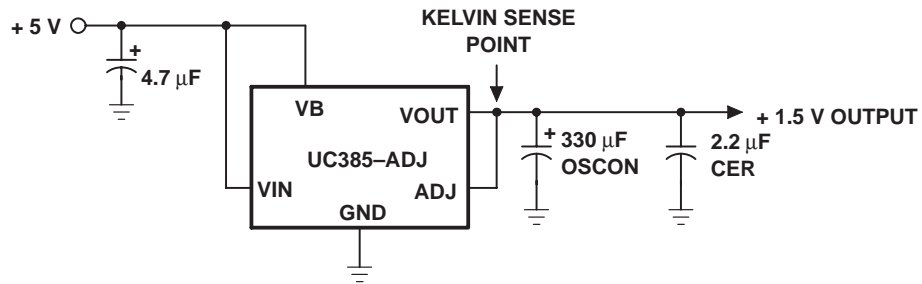 KELVIN SENSE
POINT
+ 5 V
+
4.7 µF
VB
VOUT
+ 1.5 V OUTPUT
UC385–ADJ
+
330 µF
OSCON
2.2 µF
CER
VIN
ADJ
GND